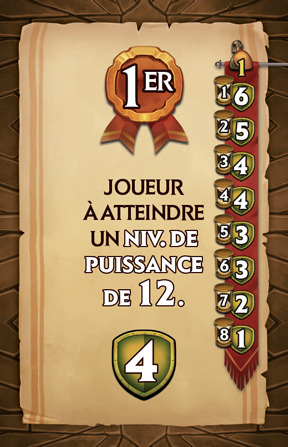 1ER
JOUEUR
À ATTEINDRE
UN NIV. DE
PUISSANCE
DE 12.
4
1
1 6
2 5
3 4
4 4
5 3
6 3
7 2
8 1